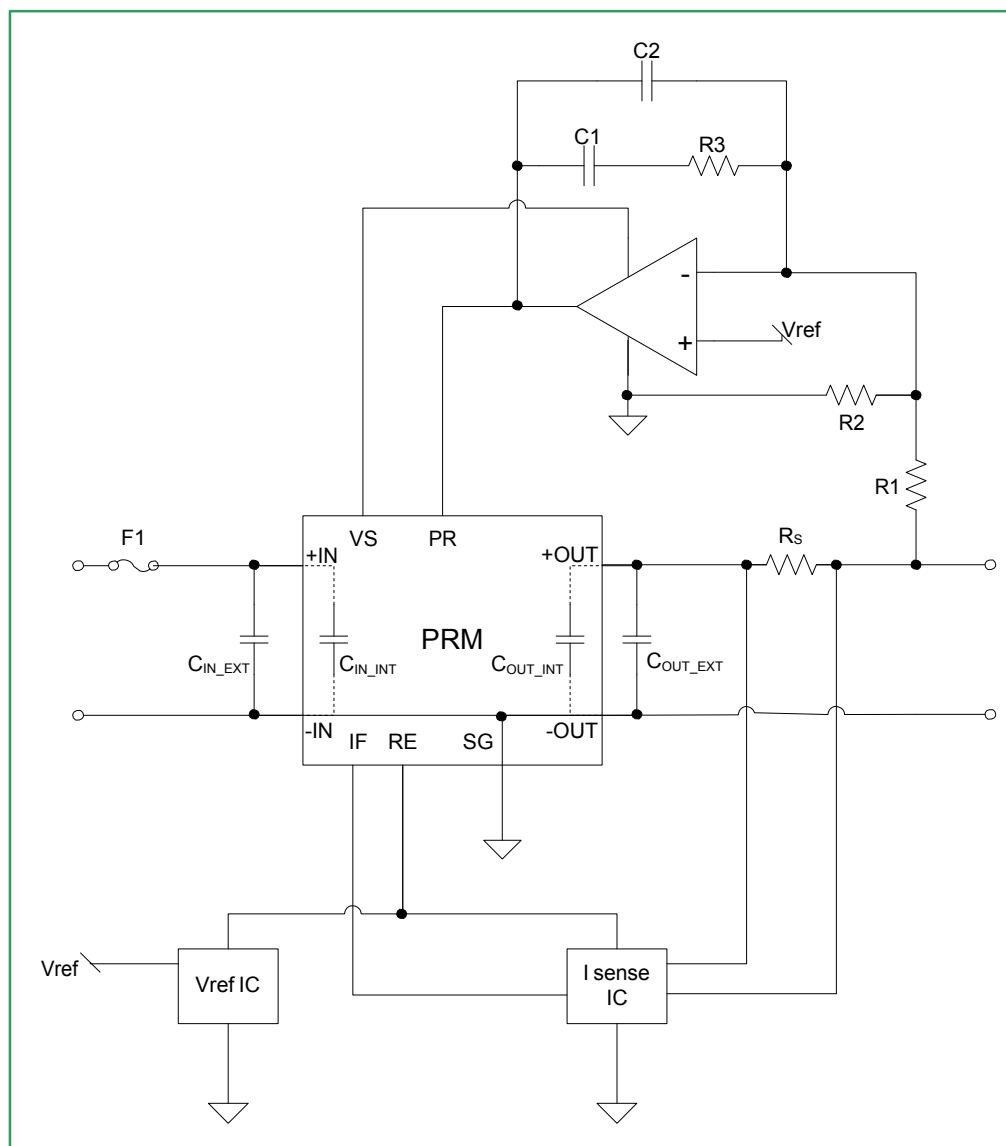 C2
C1
R3
-
+
Vref
R2
R1
F1
VS
PR
+IN
+OUT
RS
PRM
CIN_EXT
CIN_INT
COUT_INT
COUT_EXT
-IN
-OUT
IF
RE
SG
Vref
Vref IC
I sense
IC